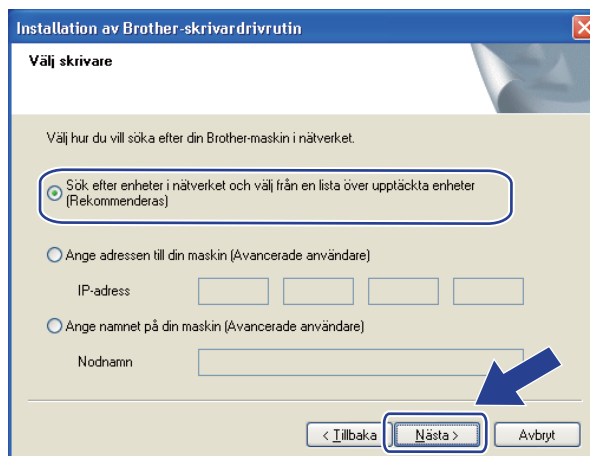 Installation av Brother-skrivardrivrutin
Välj skrivare
Välj hur du vill söka efter din Brother-maskin i nätverket.
Sök efter enheter i nätverket och välj från en lista över upptäckta enheter
(Rekommenderas)
Ange adressen till din maskin (Avancerade användare)
IP-adress
Ange namnet på din maskin (Avancerade användare)
Nodnamn
< Tillbaka Nästa > Avbryt